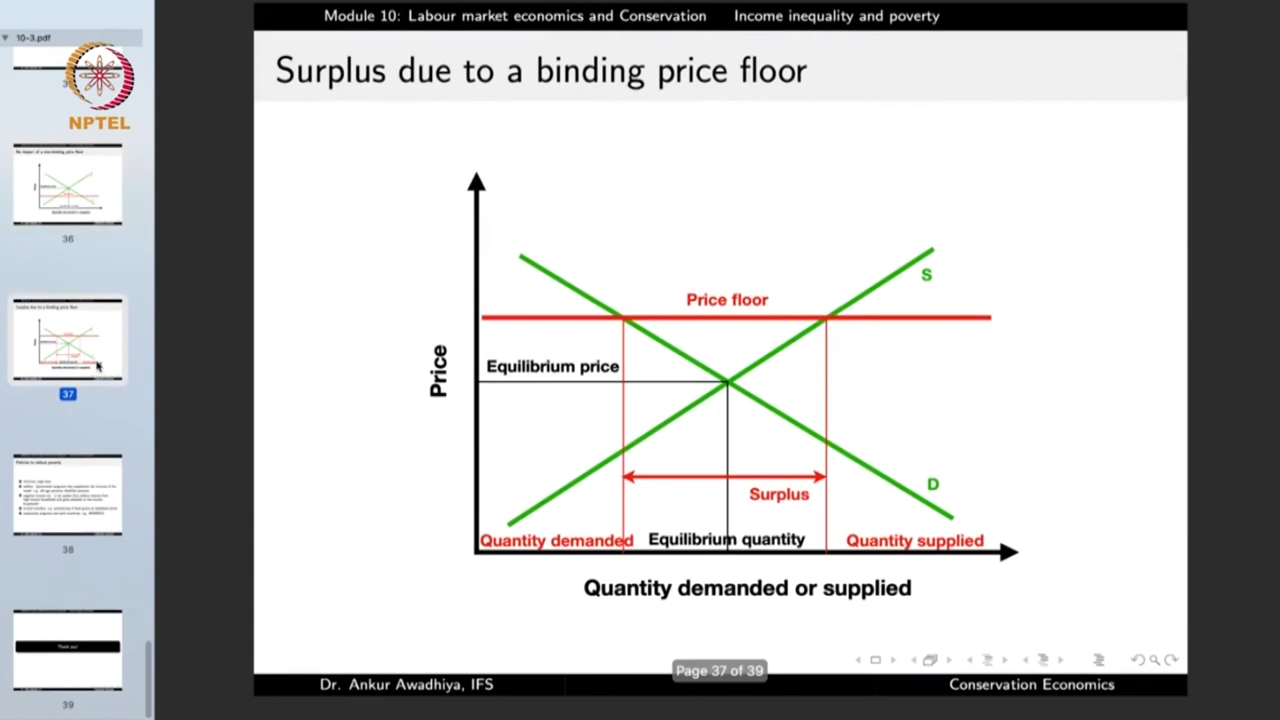 Module 10: Labour market economics and Conservation Income inequality and poverty
10-3.pdf
NPTEL
Surplus due to a binding price floor
36
37
38
39
Thank you!
Price
S
Price floor
Equilibrium price
D
Surplus
Quantity demanded
Equilibrium quantity
Quantity supplied
Quantity demanded or supplied
Page 37 of 39
Dr. Ankur Awadhiya, IFS
Conservation Economics